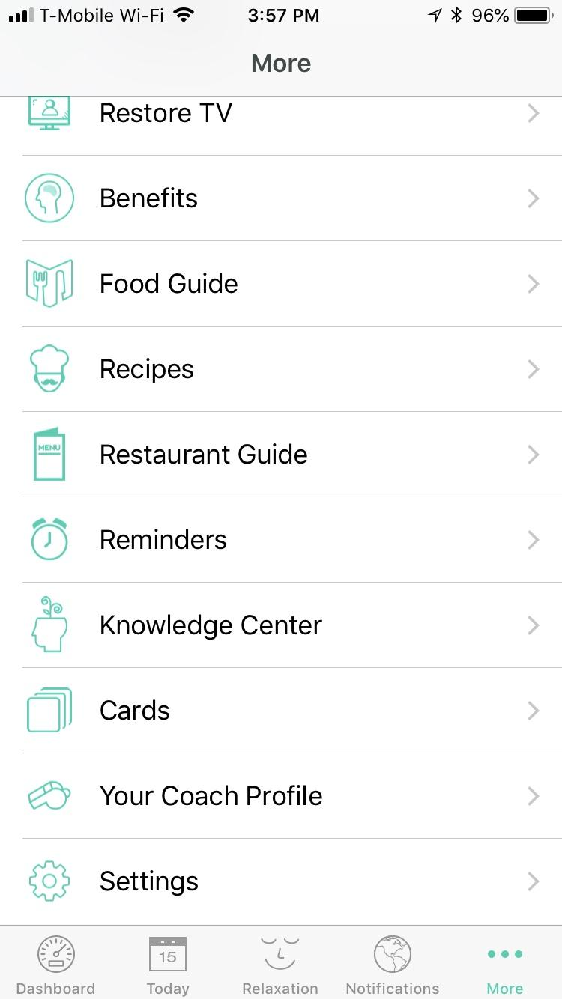 T-Mobile Wi-Fi 3:57 PM 96%
More
Restore TV
Benefits
Food Guide
Recipes
MENU
Restaurant Guide
Reminders
Knowledge Center
Cards
Your Coach Profile
Settings
15
Dashboard Today Relaxation Notifications More